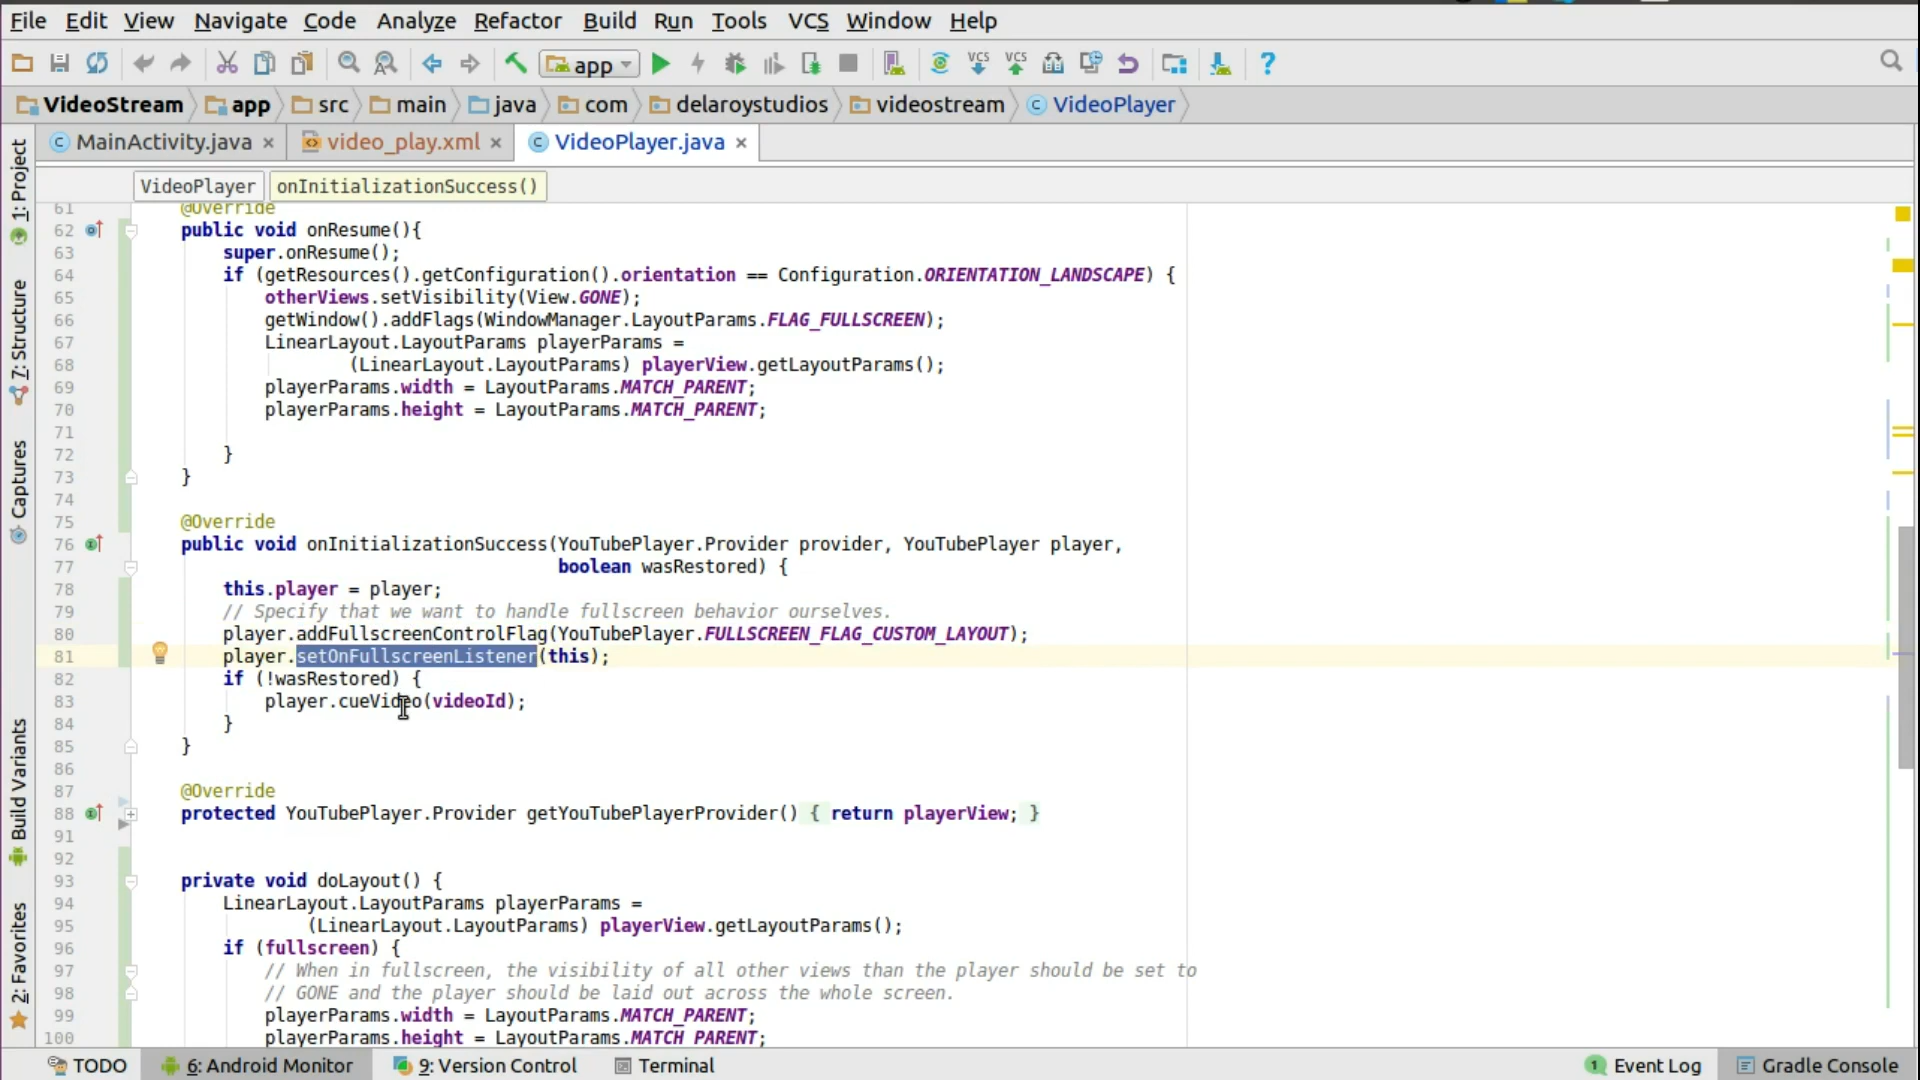 File Edit View Navigate Code Analyze Refactor Build Run Tools VCS Window Help
app VCS VCS ?
VideoStream app src main java com delaroystudios videostream C VideoPlayer
C MainActivity.java × video_play.xml × C VideoPlayer.java ×
VideoPlayer onInitializationSuccess()
1: Project
7: Structure
Captures
Build Variants
2: Favorites
61 @Override
62 public void onResume(){
63 super.onResume();
64 if (getResources().getConfiguration().orientation == Configuration.ORIENTATION_LANDSCAPE) {
65 otherViews.setVisibility(View.GONE);
66 getWindow().addFlags(WindowManager.LayoutParams.FLAG_FULLSCREEN);
67 LinearLayout.LayoutParams playerParams =
68 (LinearLayout.LayoutParams) playerView.getLayoutParams();
69 playerParams.width = LayoutParams.MATCH_PARENT;
70 playerParams.height = LayoutParams.MATCH_PARENT;
71
72 }
73 }
74
75 @Override
76 public void onInitializationSuccess(YouTubePlayer.Provider provider, YouTubePlayer player,
77 boolean wasRestored) {
78 this.player = player;
79 // Specify that we want to handle fullscreen behavior ourselves.
80 player.addFullscreenControlFlag(YouTubePlayer.FULLSCREEN_FLAG_CUSTOM_LAYOUT);
81 player.setOnFullscreenListener(this);
82 if (!wasRestored) {
83 player.cueVideo(videoId);
84 }
85 }
86
87 @Override
88 protected YouTubePlayer.Provider getYouTubePlayerProvider() { return playerView; }
91
92
93 private void doLayout() {
94 LinearLayout.LayoutParams playerParams =
95 (LinearLayout.LayoutParams) playerView.getLayoutParams();
96 if (fullscreen) {
97 // When in fullscreen, the visibility of all other views than the player should be set to
98 // GONE and the player should be laid out across the whole screen.
99 playerParams.width = LayoutParams.MATCH_PARENT;
100 playerParams.height = LayoutParams.MATCH_PARENT;
TODO 6: Android Monitor 9: Version Control Terminal 1 Event Log Gradle Console